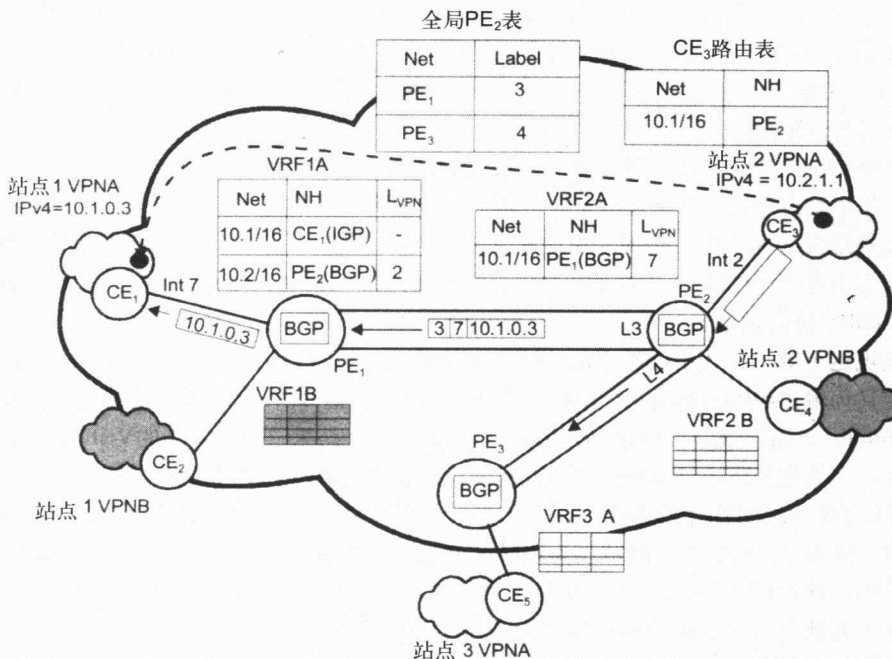 全局PE₂表
Net Label
PE₁ 3
PE₃ 4
CE₃路由表
Net NH
10.1/16 PE₂
站点2 VPNA
IPv4 = 10.2.1.1
站点1 VPNA
IPv4=10.1.0.3
VRF1A
Net NH L_VPN
10.1/16 CE₁(IGP) -
10.2/16 PE₂(BGP) 2
VRF2A
Net NH L_VPN
10.1/16 PE₁(BGP) 7
CE₃
Int 2
CE₁
Int 7
10.1.0.3
BGP
PE₁
3 7 10.1.0.3
L3
PE₂
BGP
L4
站点2 VPNB
CE₄
VRF2 B
VRF1B
CE₂
站点1 VPNB
PE₃
BGP
VRF3 A
CE₅
站点 3 VPNA